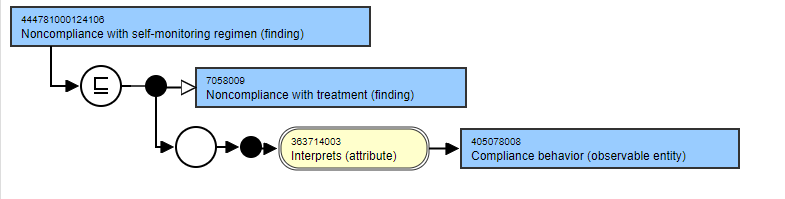 444781000124106
Noncompliance with self-monitoring regimen (finding)
⊑
7058009
Noncompliance with treatment (finding)
363714003
Interprets (attribute)
405078008
Compliance behavior (observable entity)